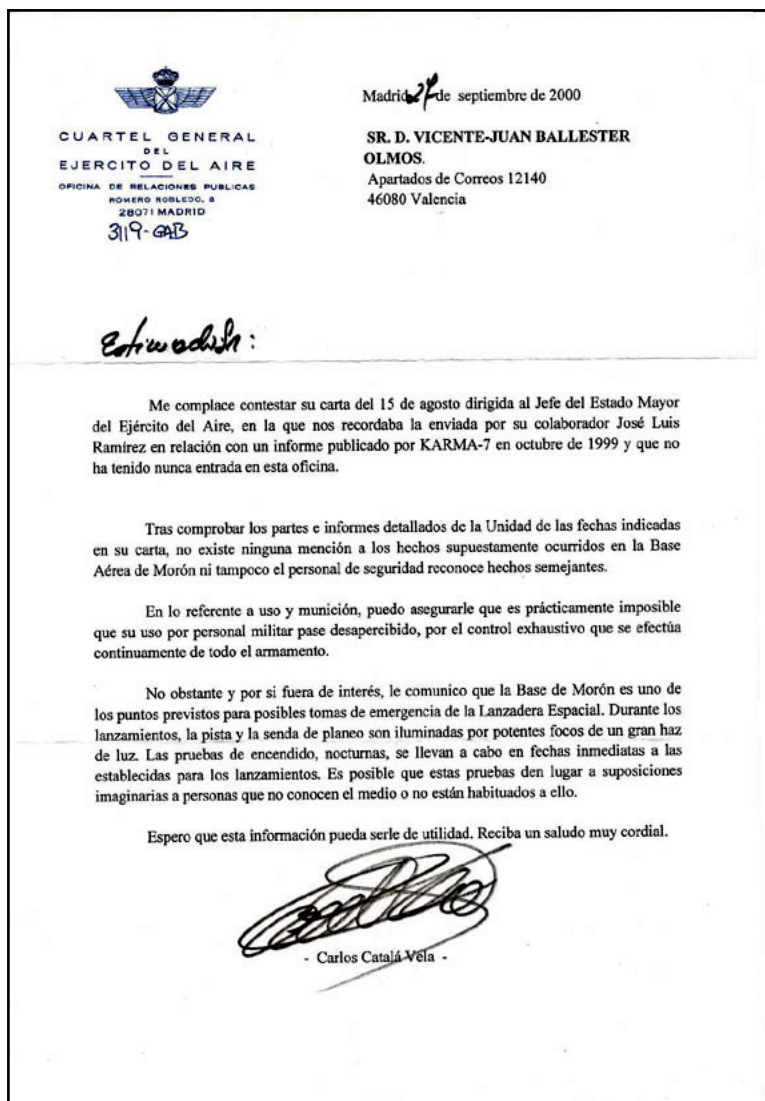 CUARTEL GENERAL
DEL
EJERCITO DEL AIRE
OFICINA DE RELACIONES PUBLICAS
ROMERO ROBLEDO, 8
28071 MADRID
3119-GAB
Madrid 27 de septiembre de 2000
SR. D. VICENTE-JUAN BALLESTER
OLMOS.
Apartados de Correos 12140
46080 Valencia
Estimado Sr:
Me complace contestar su carta del 15 de agosto dirigida al Jefe del Estado Mayor
del Ejército del Aire, en la que nos recordaba la enviada por su colaborador José Luis
Ramírez en relación con un informe publicado por KARMA-7 en octubre de 1999 y que no
ha tenido nunca entrada en esta oficina.
Tras comprobar los partes e informes detallados de la Unidad de las fechas indicadas
en su carta, no existe ninguna mención a los hechos supuestamente ocurridos en la Base
Aérea de Morón ni tampoco el personal de seguridad reconoce hechos semejantes.
En lo referente a uso y munición, puedo asegurarle que es prácticamente imposible
que su uso por personal militar pase desapercibido, por el control exhaustivo que se efectúa
continuamente de todo el armamento.
No obstante y por si fuera de interés, le comunico que la Base de Morón es uno de
los puntos previstos para posibles tomas de emergencia de la Lanzadera Espacial. Durante los
lanzamientos, la pista y la senda de planeo son iluminadas por potentes focos de un gran haz
de luz. Las pruebas de encendido, nocturnas, se llevan a cabo en fechas inmediatas a las
establecidas para los lanzamientos. Es posible que estas pruebas den lugar a suposiciones
imaginarias a personas que no conocen el medio o no están habituados a ello.
Espero que esta información pueda serle de utilidad. Reciba un saludo muy cordial.
- Carlos Catalá Vela -